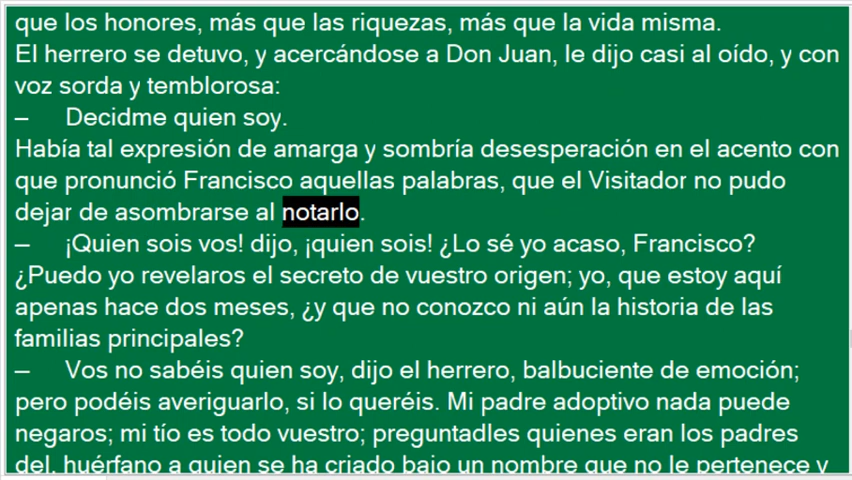 que los honores, más que las riquezas, más que la vida misma.
El herrero se detuvo, y acercándose a Don Juan, le dijo casi al oído, y con
voz sorda y temblorosa:
– Decidme quien soy.
Había tal expresión de amarga y sombría desesperación en el acento con
que pronunció Francisco aquellas palabras, que el Visitador no pudo
dejar de asombrarse al notarlo.
– ¡Quien sois vos! dijo, ¡quien sois! ¿Lo sé yo acaso, Francisco?
¿Puedo yo revelaros el secreto de vuestro origen; yo, que estoy aquí
apenas hace dos meses, ¿y que no conozco ni aún la historia de las
familias principales?
– Vos no sabéis quien soy, dijo el herrero, balbuciente de emoción;
pero podéis averiguarlo, si lo queréis. Mi padre adoptivo nada puede
negaros; mi tío es todo vuestro; preguntadles quienes eran los padres
del, huérfano a quien se ha criado bajo un nombre que no le pertenece y